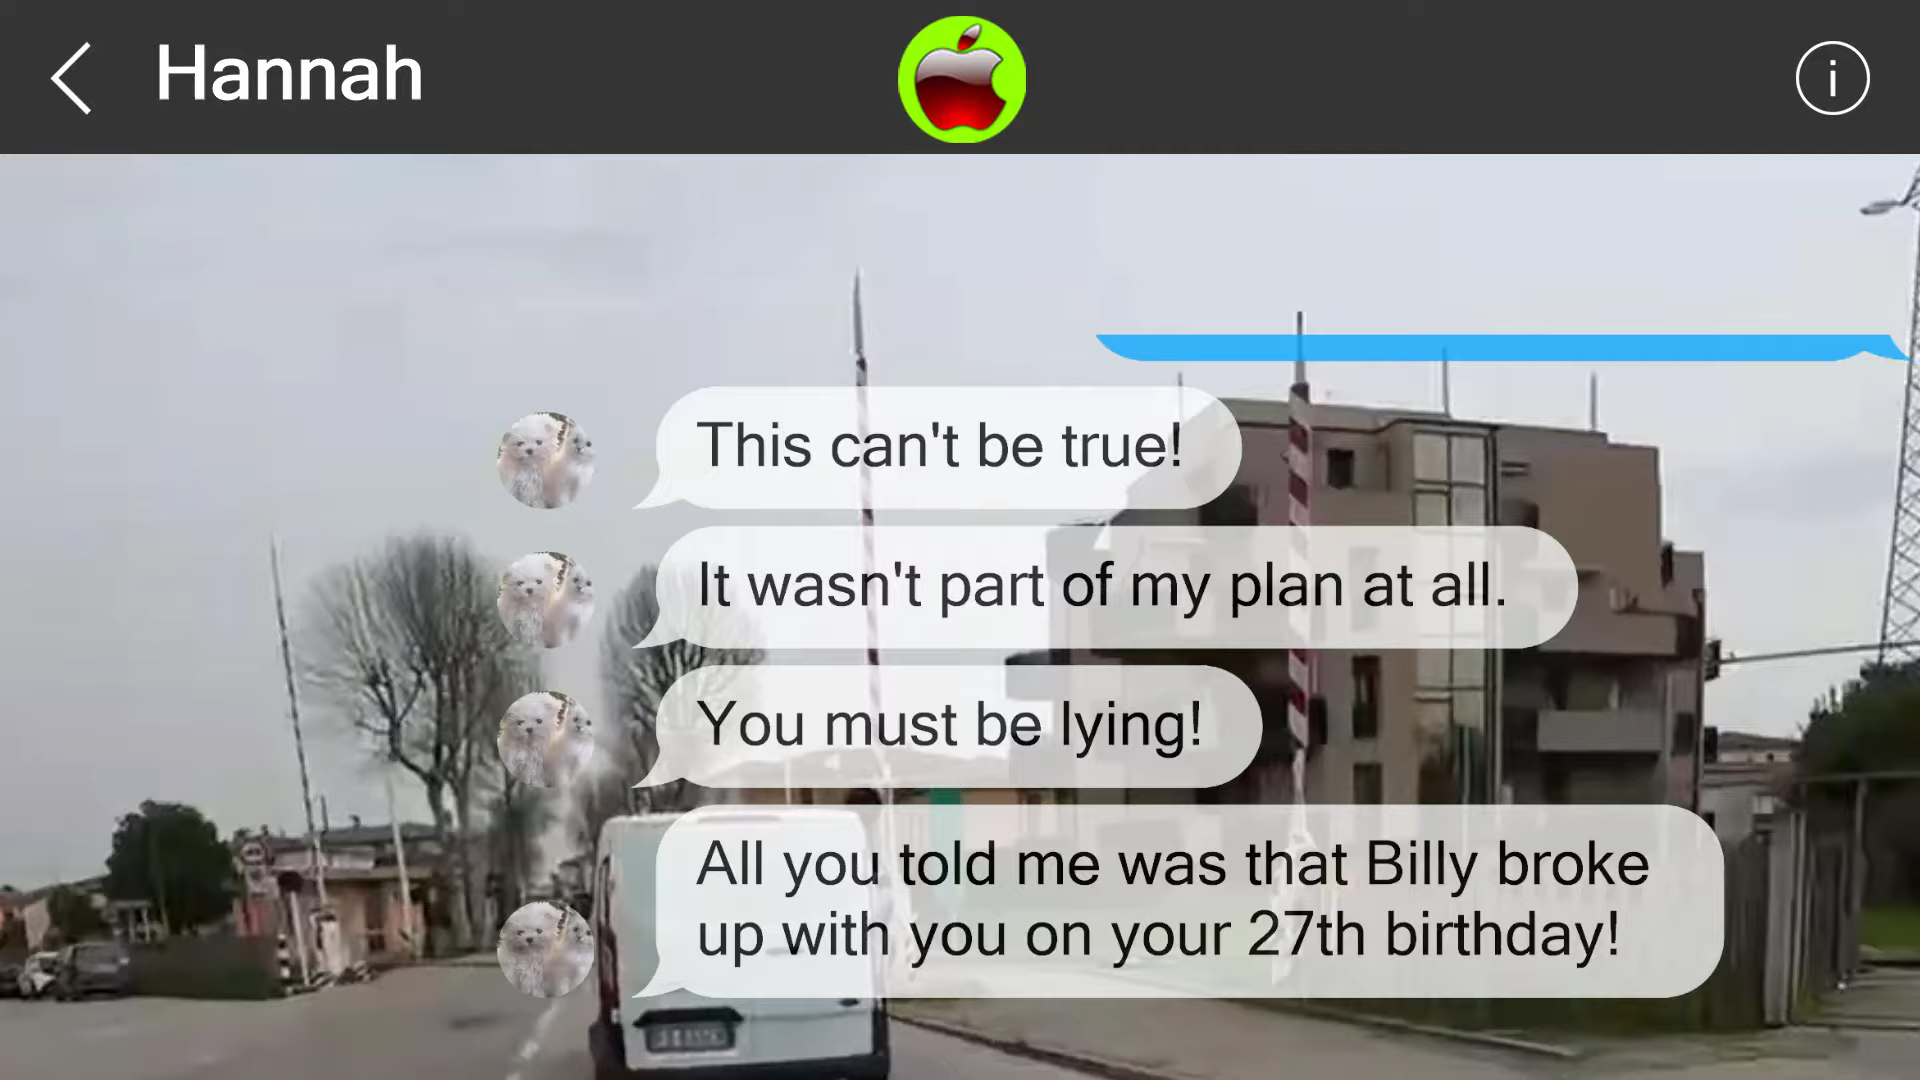 Hannah
This can't be true!
It wasn't part of my plan at all.
You must be lying!
All you told me was that Billy broke
up with you on your 27th birthday!